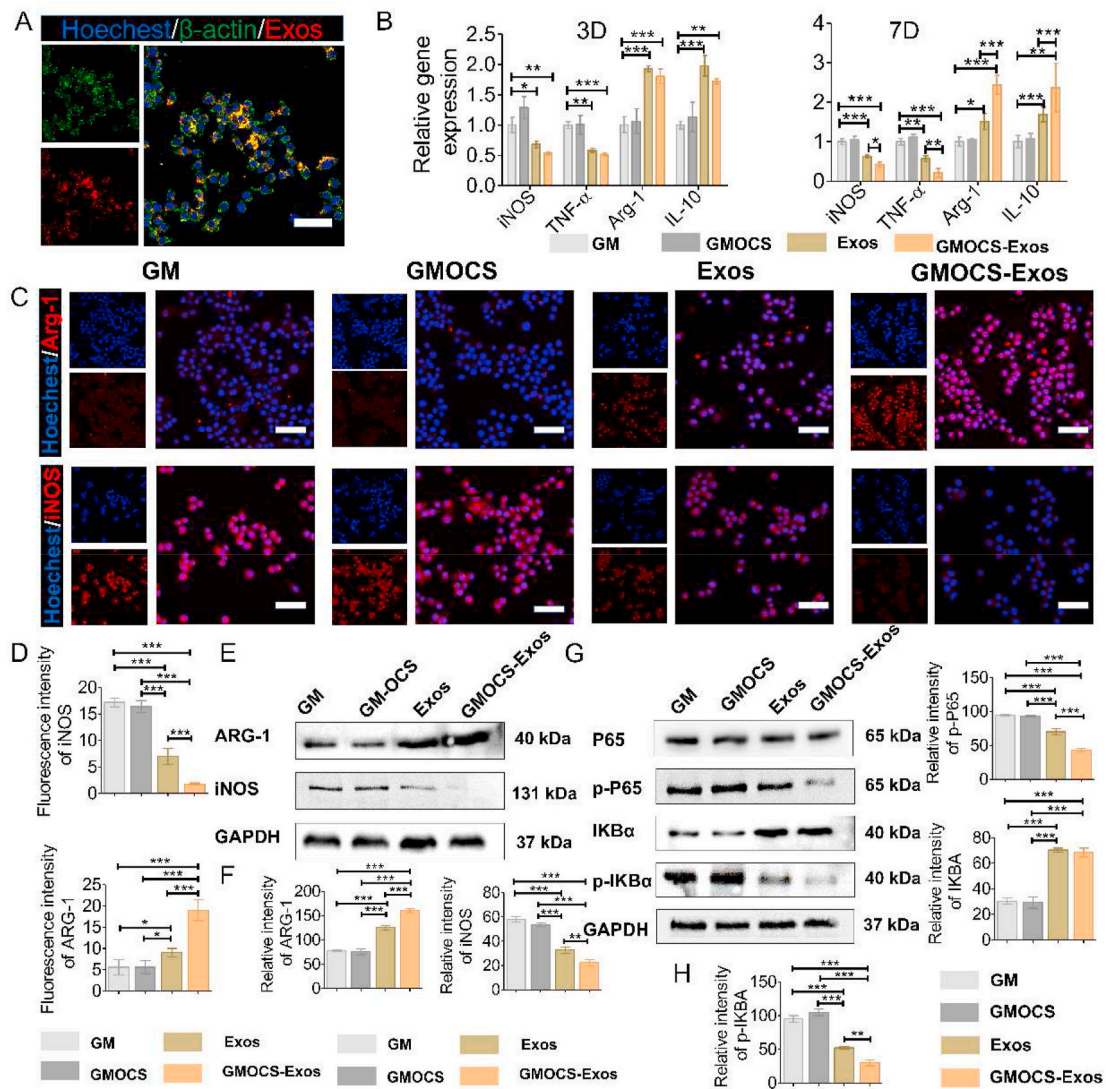 A
Hoechest/β-actin/Exos
B
3D
Relative gene
expression
2.5
2.0
1.5
1.0
0.5
0.0
iNOS
TNF-α
Arg-1
IL-10
** * *** ** *** *** ** ***
7D
4
3
2
1
0
iNOS
TNF-α
Arg-1
IL-10
*** *** * *** ** ** *** *** * *** ** ***
GM
GMOCS
Exos
GMOCS-Exos
C
GM
GMOCS
Exos
GMOCS-Exos
Hoechest/Arg-1
Hoechest/iNOS
D
Fluorescence intensity
of iNOS
20
15
10
5
0
*** *** *** *** ***
Fluorescence intensity
of ARG-1
25
20
15
10
5
0
*** *** *** * *
E
GM
GM-OCS
Exos
GMOCS-Exos
ARG-1
40 kDa
iNOS
131 kDa
GAPDH
37 kDa
F
Relative intensity
of ARG-1
200
150
100
50
0
*** *** *** *** ***
Relative intensity
of iNOS
80
60
40
20
0
*** *** *** *** **
G
GM
GMOCS
Exos
GMOCS-Exos
P65
65 kDa
p-P65
65 kDa
IKBα
40 kDa
p-IKBα
40 kDa
GAPDH
37 kDa
Relative intensity
of p-P65
150
100
50
0
*** *** *** *** ***
Relative intensity
of IKBA
100
80
60
40
20
0
*** *** *** ***
H
Relative intensity
of p-IKBA
150
100
50
0
*** *** *** *** **
GM
GMOCS
Exos
GMOCS-Exos
GM
GMOCS
Exos
GMOCS-Exos
GM
GMOCS
Exos
GMOCS-Exos